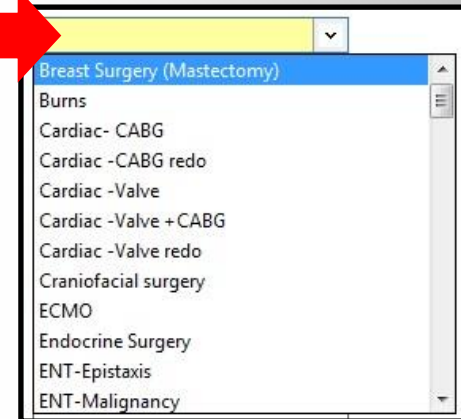 Breast Surgery (Mastectomy)
Burns
Cardiac- CABG
Cardiac -CABG redo
Cardiac -Valve
Cardiac -Valve +CABG
Cardiac -Valve redo
Craniofacial surgery
ECMO
Endocrine Surgery
ENT-Epistaxis
ENT-Malignancy